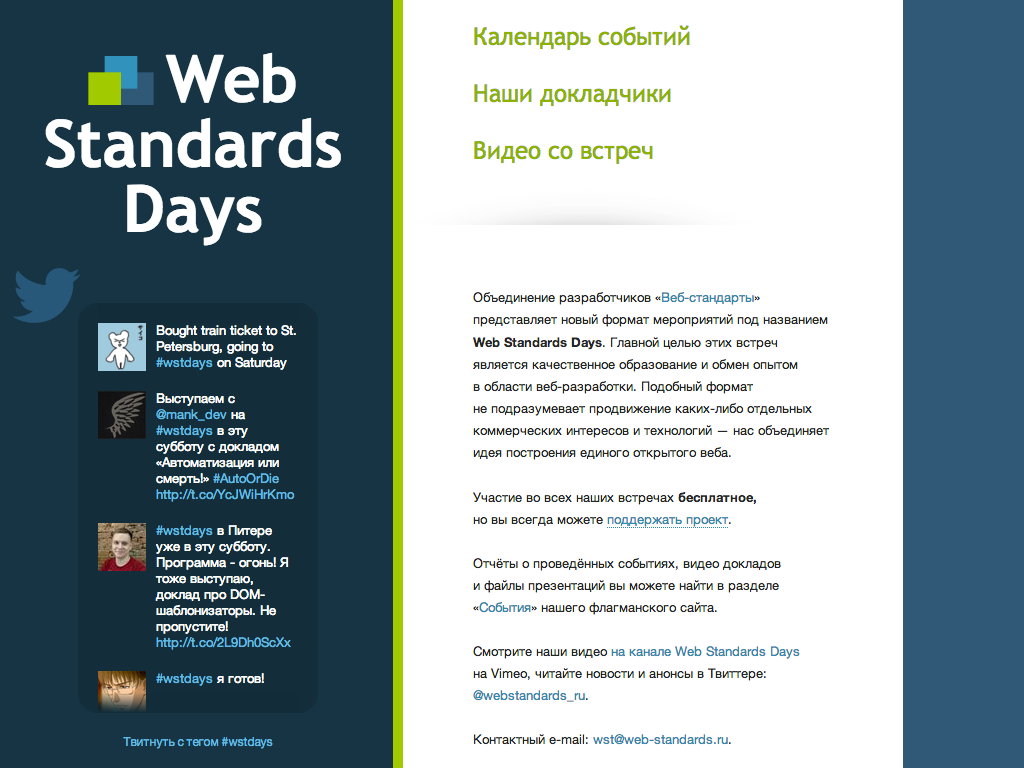 Web
Standards
Days
Bought train ticket to St.
Petersburg, going to
#wstdays on Saturday
Выступаем с
@mank_dev на
#wstdays в эту
субботу с докладом
«Автоматизация или
смерть!» #AutoOrDie
http://t.co/YcJWiHrKmo
#wstdays в Питере
уже в эту субботу.
Программа - огонь! Я
тоже выступаю,
доклад про DOM-
шаблонизаторы. Не
пропустите!
http://t.co/2L9Dh0ScXx
#wstdays я готов!
Твитнуть с тегом #wstdays
Календарь событий
Наши докладчики
Видео со встреч
Объединение разработчиков «Веб-стандарты»
представляет новый формат мероприятий под названием
Web Standards Days. Главной целью этих встреч
является качественное образование и обмен опытом
в области веб-разработки. Подобный формат
не подразумевает продвижение каких-либо отдельных
коммерческих интересов и технологий — нас объединяет
идея построения единого открытого веба.
Участие во всех наших встречах бесплатное,
но вы всегда можете поддержать проект.
Отчёты о проведённых событиях, видео докладов
и файлы презентаций вы можете найти в разделе
«События» нашего флагманского сайта.
Смотрите наши видео на канале Web Standards Days
на Vimeo, читайте новости и анонсы в Твиттере:
@webstandards_ru.
Контактный e-mail: wst@web-standards.ru.